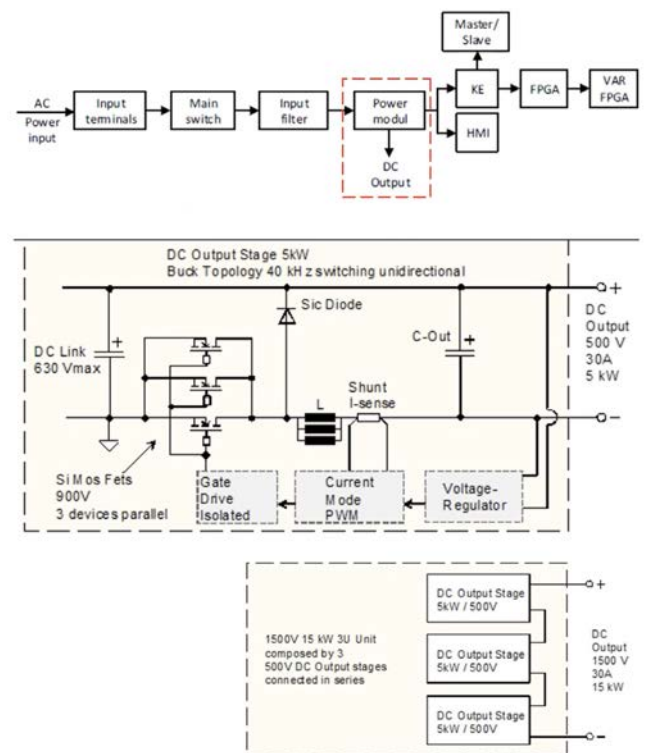 Master/
Slave
AC
Power
input
Input
terminals
Main
switch
Input
filter
Power
modul
KE
FPGA
VAR
FPGA
HMI
DC
Output
DC Output Stage 5kW
Buck Topology 40 kHz switching unidirectional
Sic Diode
DC Link
630 Vmax
C-Out
DC
Output
500 V
30A
5 kW
L
Shunt
I-sense
Si Mos Fets
900V
3 devices parallel
Gate
Drive
Isolated
Current
Mode
PWM
Voltage-
Regulator
DC Output Stage
5kW / 500V
1500V 15 kW 3U Unit
composed by 3
500V DC Output stages
connected in series
DC Output Stage
5kW / 500V
DC Output Stage
5kW / 500V
DC
Output
1500 V
30A
15 kW